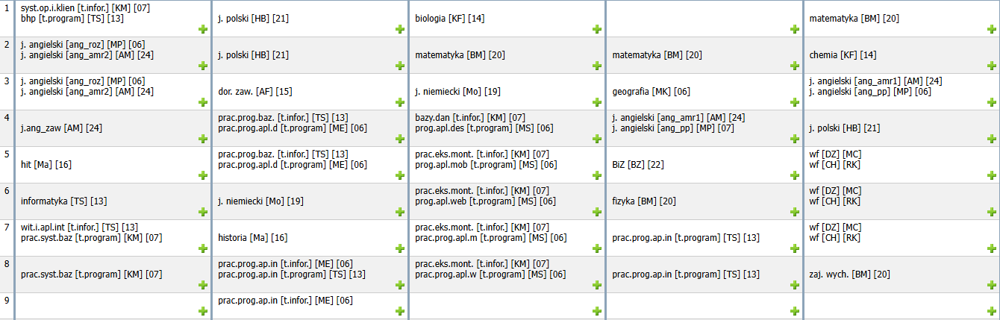 1
syst.op.i.klien [t.infor.] [KM] [07]
bhp [t.program] [TS] [13]
j. polski [HB] [21]
biologia [KF] [14]
matematyka [BM] [20]
2
j. angielski [ang_roz] [MP] [06]
j. angielski [ang_amr2] [AM] [24]
j. polski [HB] [21]
matematyka [BM] [20]
matematyka [BM] [20]
chemia [KF] [14]
3
j. angielski [ang_roz] [MP] [06]
j. angielski [ang_amr2] [AM] [24]
dor. zaw. [AF] [15]
j. niemiecki [Mo] [19]
geografia [MK] [06]
j. angielski [ang_amr1] [AM] [24]
j. angielski [ang_pp] [MP] [06]
4
j.ang_zaw [AM] [24]
prac.prog.baz. [t.infor.] [TS] [13]
prac.prog.apl.d [t.program] [ME] [06]
bazy.dan [t.infor.] [KM] [07]
prog.apl.des [t.program] [MS] [06]
j. angielski [ang_amr1] [AM] [24]
j. angielski [ang_pp] [MP] [07]
j. polski [HB] [21]
5
hit [Ma] [16]
prac.prog.baz. [t.infor.] [TS] [13]
prac.prog.apl.d [t.program] [ME] [06]
prac.eks.mont. [t.infor.] [KM] [07]
prog.apl.mob [t.program] [MS] [06]
BiZ [BZ] [22]
wf [DZ] [MC]
wf [CH] [RK]
6
informatyka [TS] [13]
j. niemiecki [Mo] [19]
prac.eks.mont. [t.infor.] [KM] [07]
prog.apl.web [t.program] [MS] [06]
fizyka [BM] [20]
wf [DZ] [MC]
wf [CH] [RK]
7
wit.i.apl.int [t.infor.] [TS] [13]
prac.syst.baz [t.program] [KM] [07]
historia [Ma] [16]
prac.eks.mont. [t.infor.] [KM] [07]
prac.prog.apl.m [t.program] [MS] [06]
prac.prog.ap.in [t.program] [TS] [13]
wf [DZ] [MC]
wf [CH] [RK]
8
prac.syst.baz [t.program] [KM] [07]
prac.prog.ap.in [t.infor.] [ME] [06]
prac.prog.ap.in [t.program] [TS] [13]
prac.eks.mont. [t.infor.] [KM] [07]
prac.prog.apl.w [t.program] [MS] [06]
prac.prog.ap.in [t.program] [TS] [13]
zaj. wych. [BM] [20]
9
prac.prog.ap.in [t.infor.] [ME] [06]